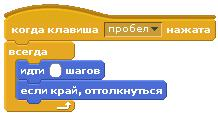 когда клавиша пробел нажата
всегда
идти шагов
если край, оттолкнуться